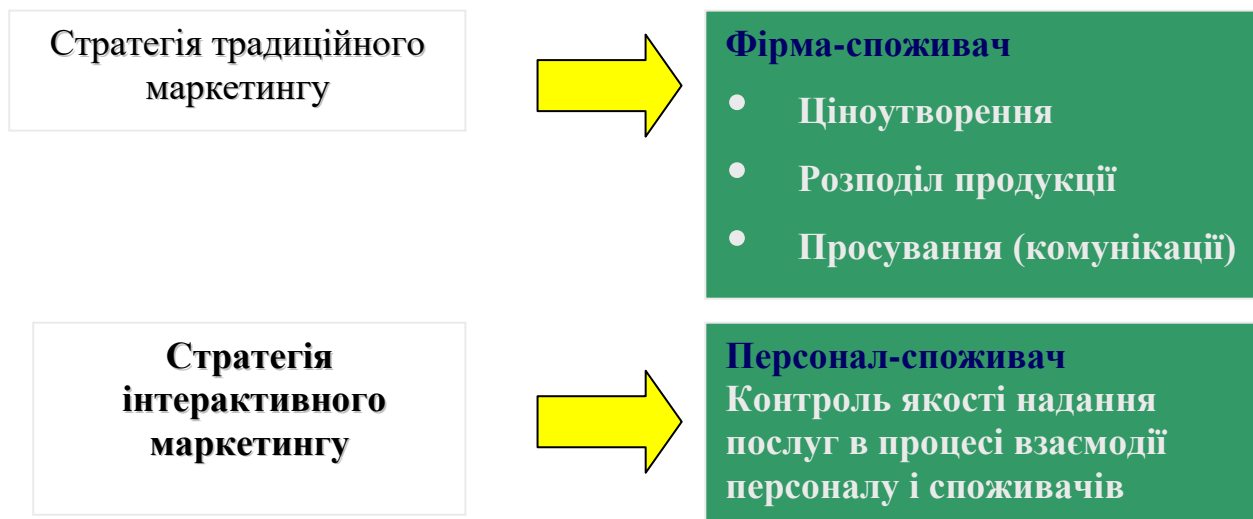 Стратегія традиційного
маркетингу
Фірма-споживач
• Ціноутворення
• Розподіл продукції
• Просування (комунікації)
Стратегія
інтерактивного
маркетингу
Персонал-споживач
Контроль якості надання
послуг в процесі взаємодії
персоналу і споживачів